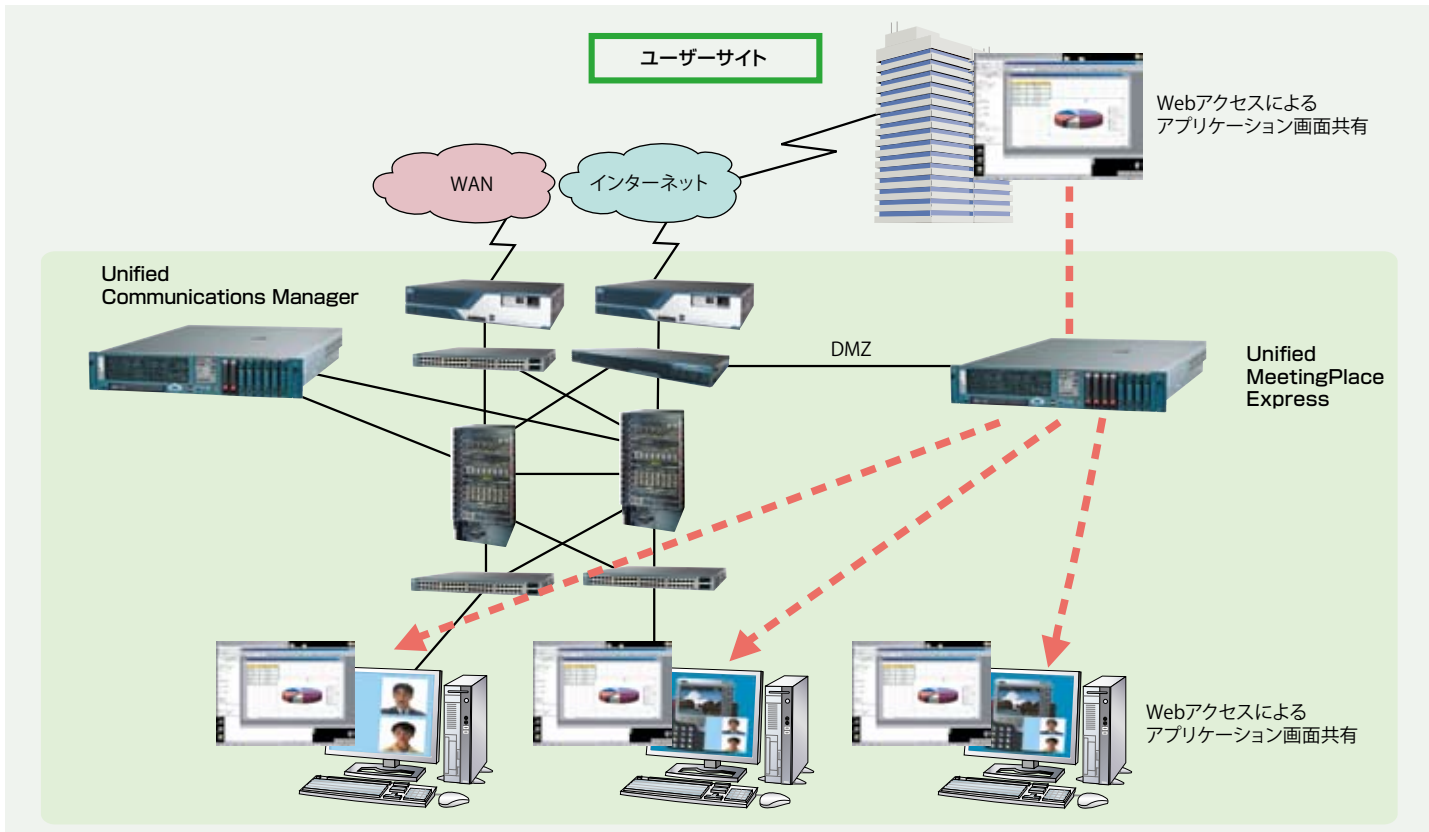 ユーザーサイト
Webアクセスによる
アプリケーション画面共有
WAN
インターネット
Unified
Communications Manager
DMZ
Unified
MeetingPlace
Express
Webアクセスによる
アプリケーション画面共有